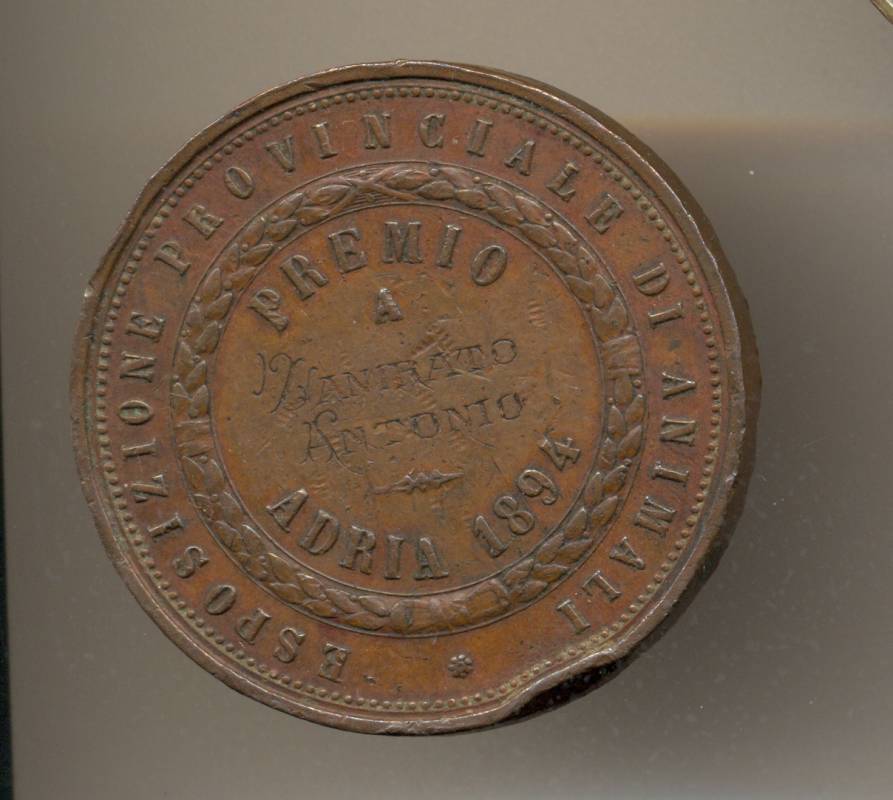 ESPOSIZIONE PROVINCIALE DI ANIMALI
PREMIO
A
ANTONIO
ADRIA 1894